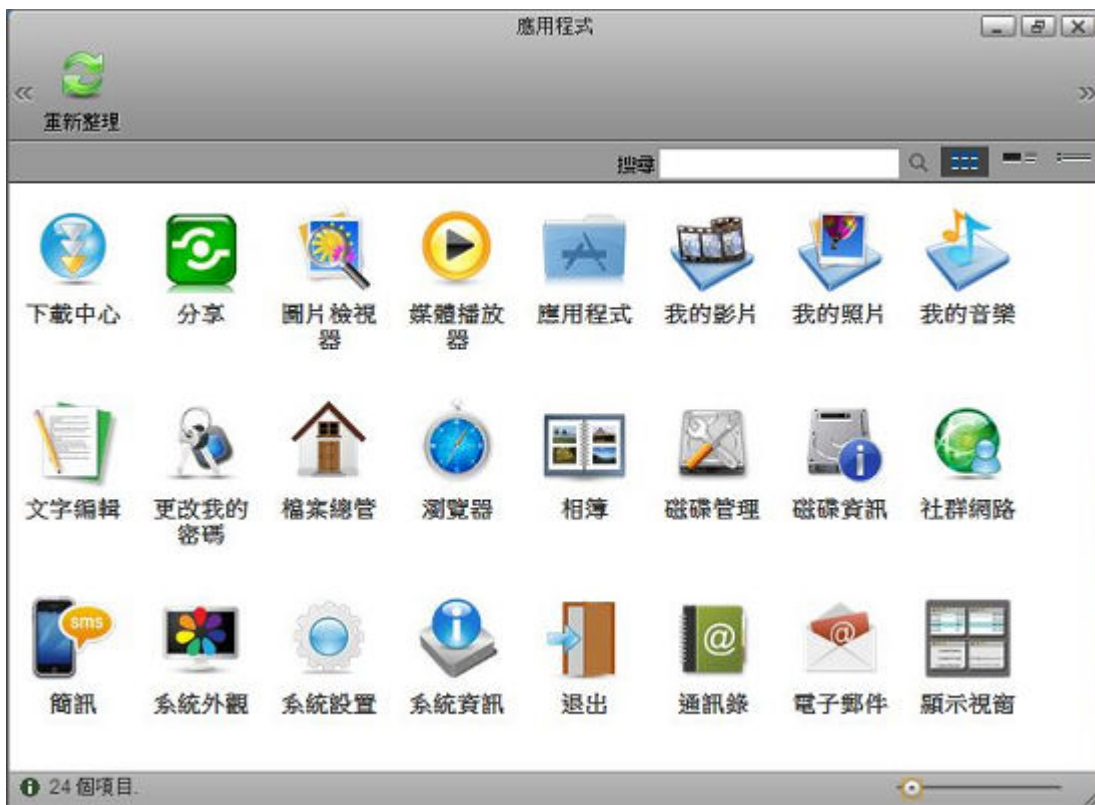 應用程式
重新整理
搜尋
下載中心
分享
圖片檢視
器
媒體播放
器
應用程式
我的影片
我的照片
我的音樂
文字編輯
更改我的
密碼
檔案總管
瀏覽器
相簿
磁碟管理
磁碟資訊
社群網路
sms
簡訊
系統外觀
系統設置
系統資訊
退出
通訊錄
電子郵件
顯示視窗
24 個項目.